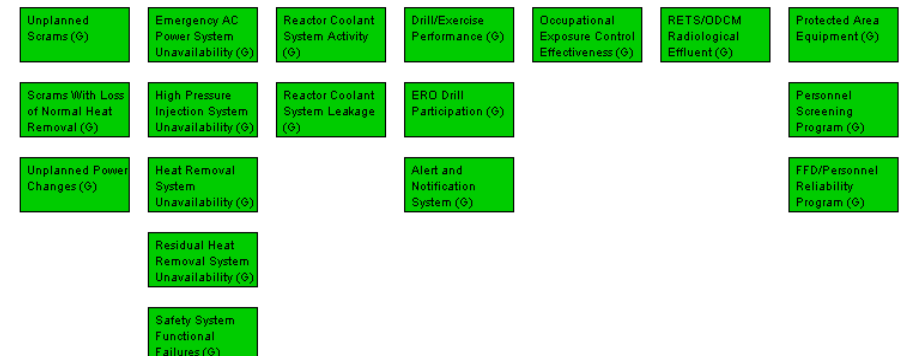 Unplanned
Scrams (G)
Emergency AC
Power System
Unavailability (G)
Reactor Coolant
System Activity
(G)
Drill/Exercise
Performance (G)
Occupational
Exposure Control
Effectiveness (G)
RETS/ODCM
Radiological
Effluent (G)
Protected Area
Equipment (G)
Scrams With Loss
of Normal Heat
Removal (G)
High Pressure
Injection System
Unavailability (G)
Reactor Coolant
System Leakage
(G)
ERO Drill
Participation (G)
Personnel
Screening
Program (G)
Unplanned Power
Changes (G)
Heat Removal
System
Unavailability (G)
Alert and
Notification
System (G)
FFD/Personnel
Reliability
Program (G)
Residual Heat
Removal System
Unavailability (G)
Safety System
Functional
Failures (G)